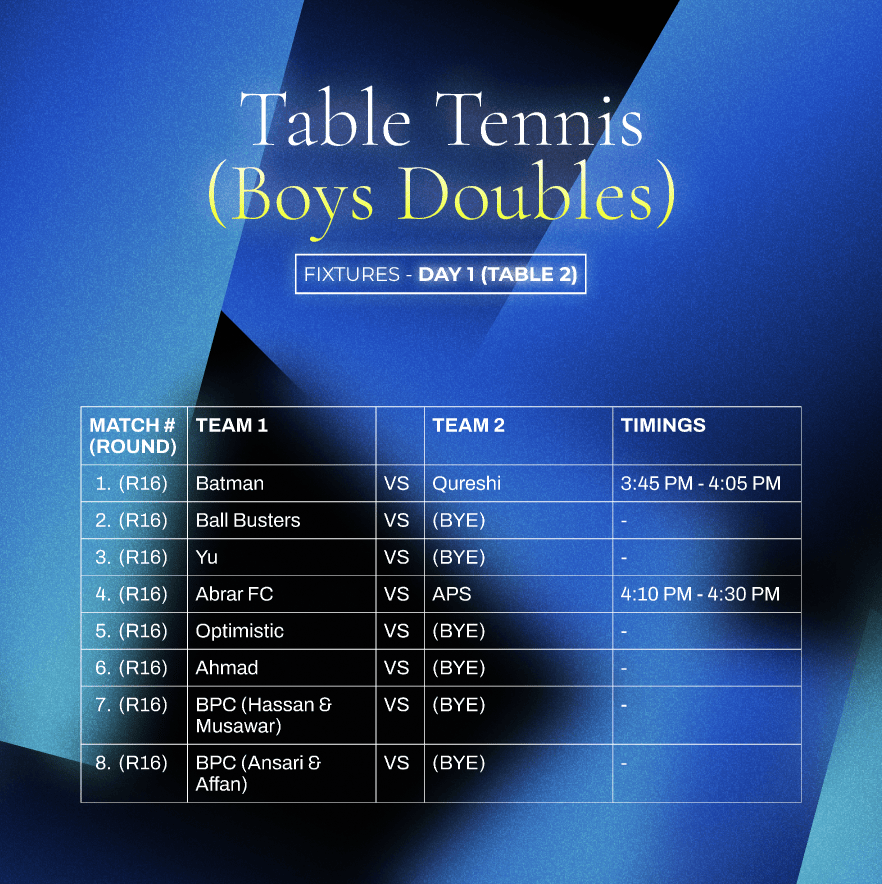 Table Tennis
(Boys Doubles)
FIXTURES - DAY 1 (TABLE 2)
MATCH # (ROUND) TEAM 1 TEAM 2 TIMINGS
1. (R16) Batman VS Qureshi 3:45 PM - 4:05 PM
2. (R16) Ball Busters VS (BYE) -
3. (R16) Yu VS (BYE) -
4. (R16) Abrar FC VS APS 4:10 PM - 4:30 PM
5. (R16) Optimistic VS (BYE) -
6. (R16) Ahmad VS (BYE) -
7. (R16) BPC (Hassan & Musawar) VS (BYE) -
8. (R16) BPC (Ansari & Affan) VS (BYE) -